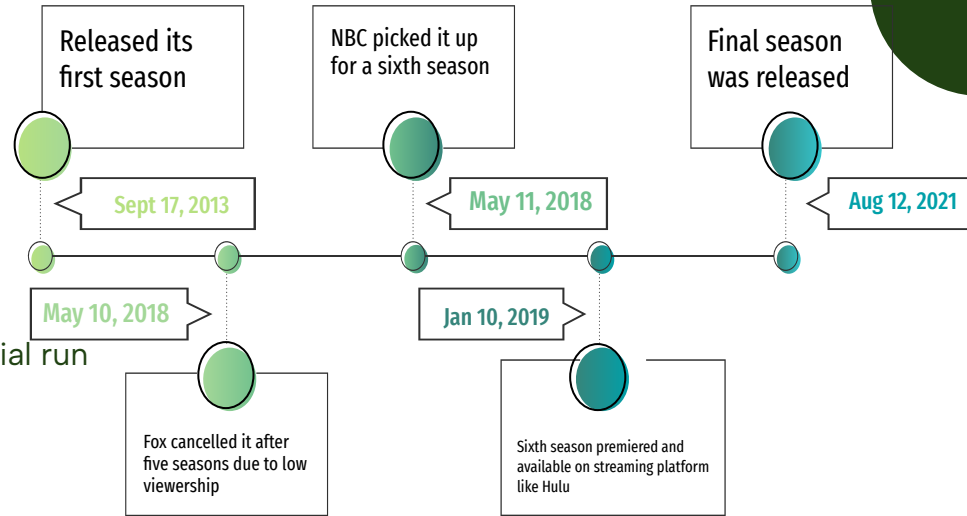 Released its
first season
NBC picked it up
for a sixth season
Final season
was released
Sept 17, 2013
May 11, 2018
Aug 12, 2021
May 10, 2018
Jan 10, 2019
ial run
Fox cancelled it after
five seasons due to low
viewership
Sixth season premiered and
available on streaming platform
like Hulu